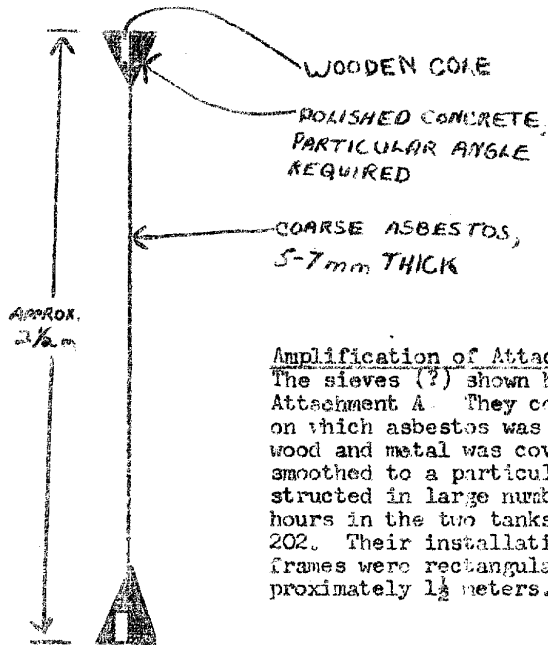 WOODEN CORE
POLISHED CONCRETE,
PARTICULAR ANGLE
REQUIRED
COARSE ASBESTOS,
5-7mm THICK
APPROX.
2½m
Amplification of Attac
The sieves (?) shown
Attachment A They co
on which asbestos was
wood and metal was cov
smoothed to a particul
structed in large numb
hours in the two tanks
202. Their installati
frames were rectangula
proximately 1½ meters.